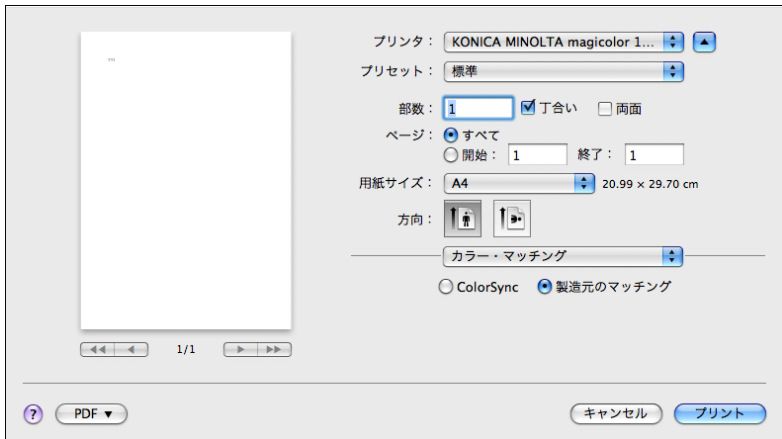 プリンタ： KONICA MINOLTA magicolor 1...
プリセット： 標準
部数： 1 丁合い 両面
ページ： すべて
開始： 1 終了： 1
用紙サイズ： A4 20.99 × 29.70 cm
方向：
カラー・マッチング
ColorSync 製造元のマッチング
1/1
? PDF ▼ キャンセル プリント